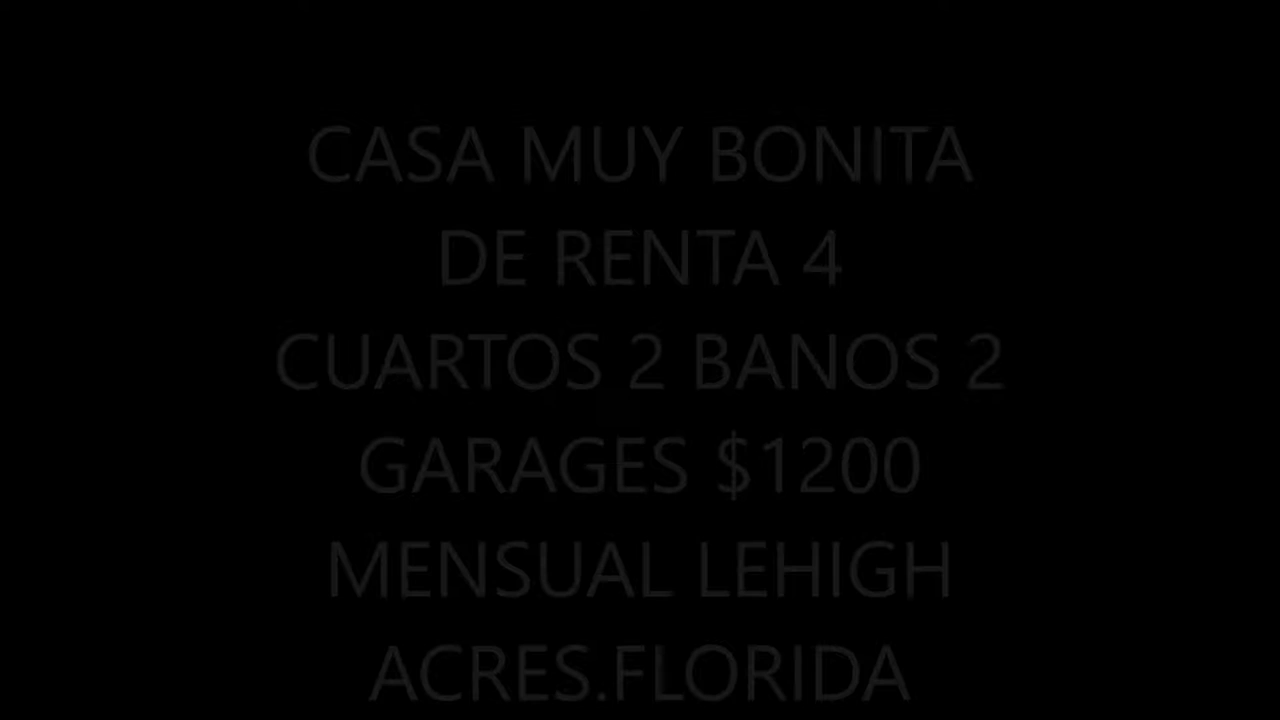 CASA MUY BONITA
DE RENTA 4
CUARTOS 2 BANOS 2
GARAGES $1200
MENSUAL LEHIGH
ACRES.FLORIDA